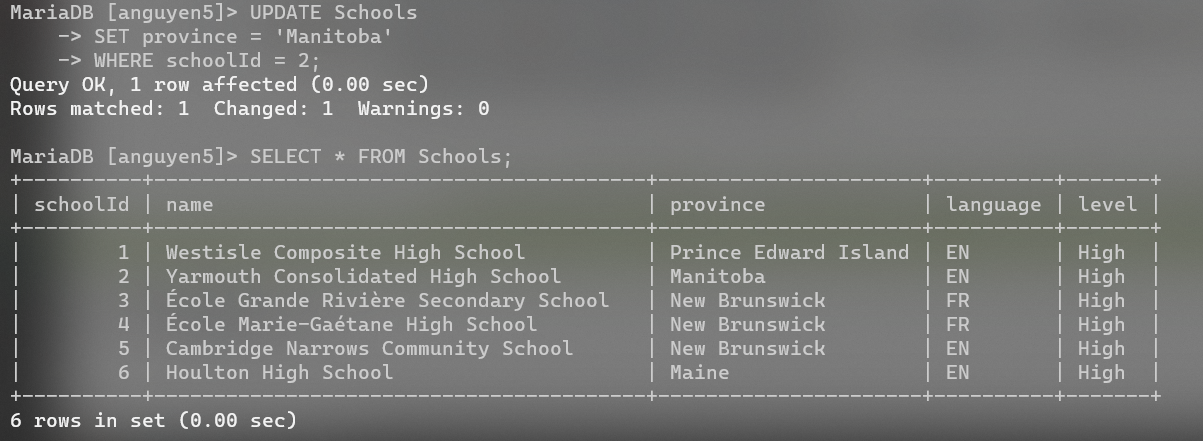 MariaDB [anguyen5]> UPDATE Schools
    -> SET province = 'Manitoba'
    -> WHERE schoolId = 2;
Query OK, 1 row affected (0.00 sec)
Rows matched: 1  Changed: 1  Warnings: 0

MariaDB [anguyen5]> SELECT * FROM Schools;
+----------+-----------------------------------------+----------------------+----------+-------+
| schoolId | name                                    | province             | language | level |
+----------+-----------------------------------------+----------------------+----------+-------+
|        1 | Westisle Composite High School          | Prince Edward Island | EN       | High  |
|        2 | Yarmouth Consolidated High School       | Manitoba             | EN       | High  |
|        3 | École Grande Rivière Secondary School   | New Brunswick        | FR       | High  |
|        4 | École Marie-Gaétane High School         | New Brunswick        | FR       | High  |
|        5 | Cambridge Narrows Community School      | New Brunswick        | EN       | High  |
|        6 | Houlton High School                     | Maine                | EN       | High  |
+----------+-----------------------------------------+----------------------+----------+-------+
6 rows in set (0.00 sec)